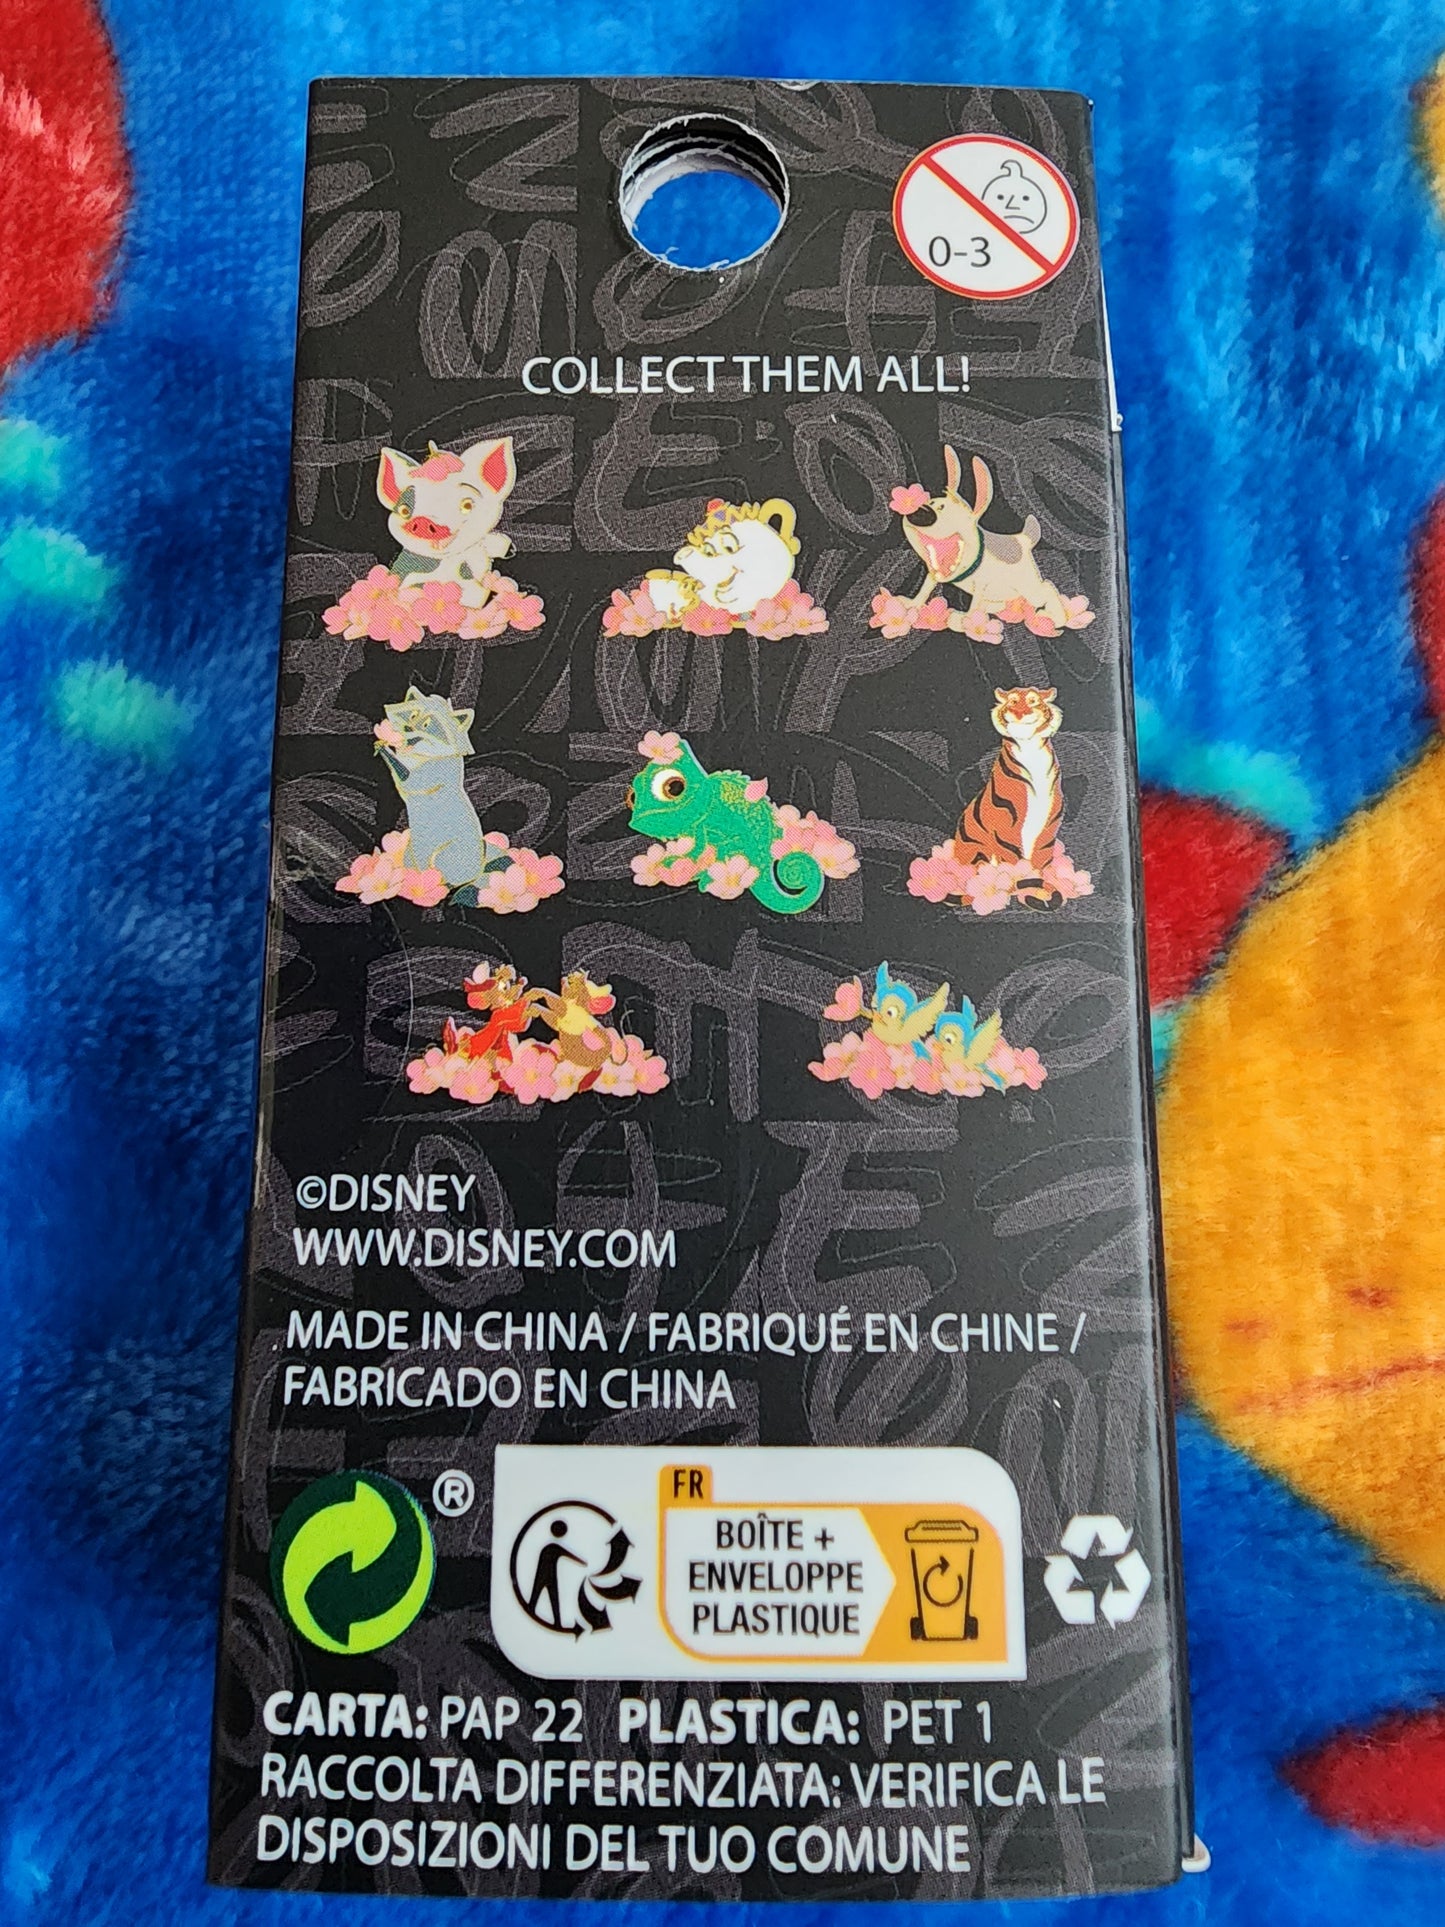 0-3
COLLECT THEM ALL!
©DISNEY
WWW.DISNEY.COM
MADE IN CHINA / FABRIQUÉ EN CHINE /
FABRICADO EN CHINA
®
FR
BOÎTE +
ENVELOPPE
PLASTIQUE
CARTA: PAP 22 PLASTICA: PET 1
RACCOLTA DIFFERENZIATA: VERIFICA LE
DISPOSIZIONI DEL TUO COMUNE